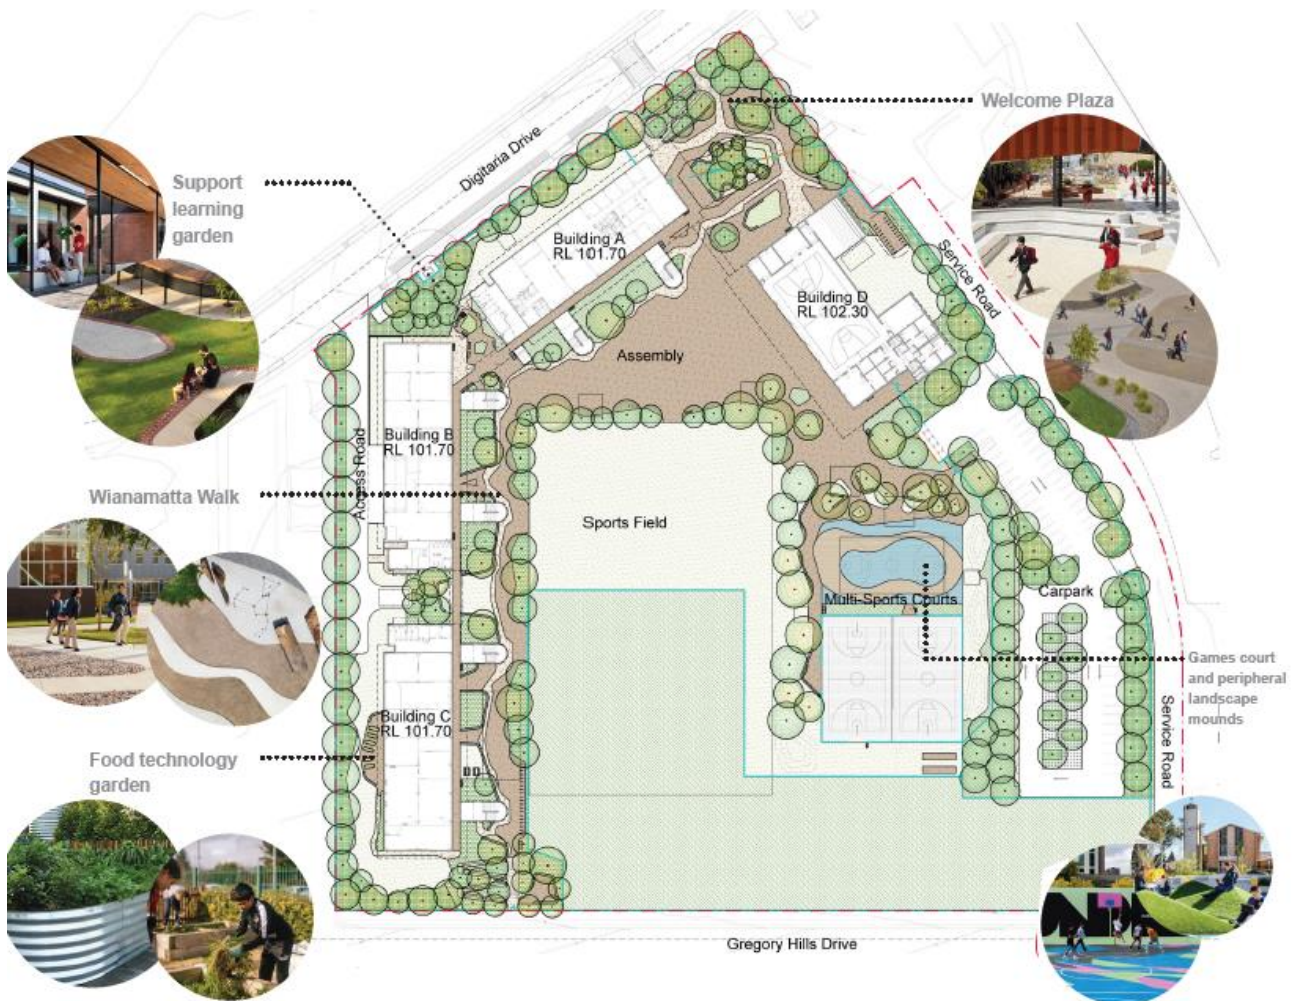 Welcome Plaza
Digitaria Drive
Support
learning
garden
Building A
RL 101.70
Service Road
Building D
RL 102.30
Assembly
Building B
RL 101.70
Access Road
Wianamatta Walk
Sports Field
Carpark
Multi-Sports Courts
Games court
and peripheral
landscape
mounds
Building C
RL 101.70
Service Road
Food technology
garden
Gregory Hills Drive